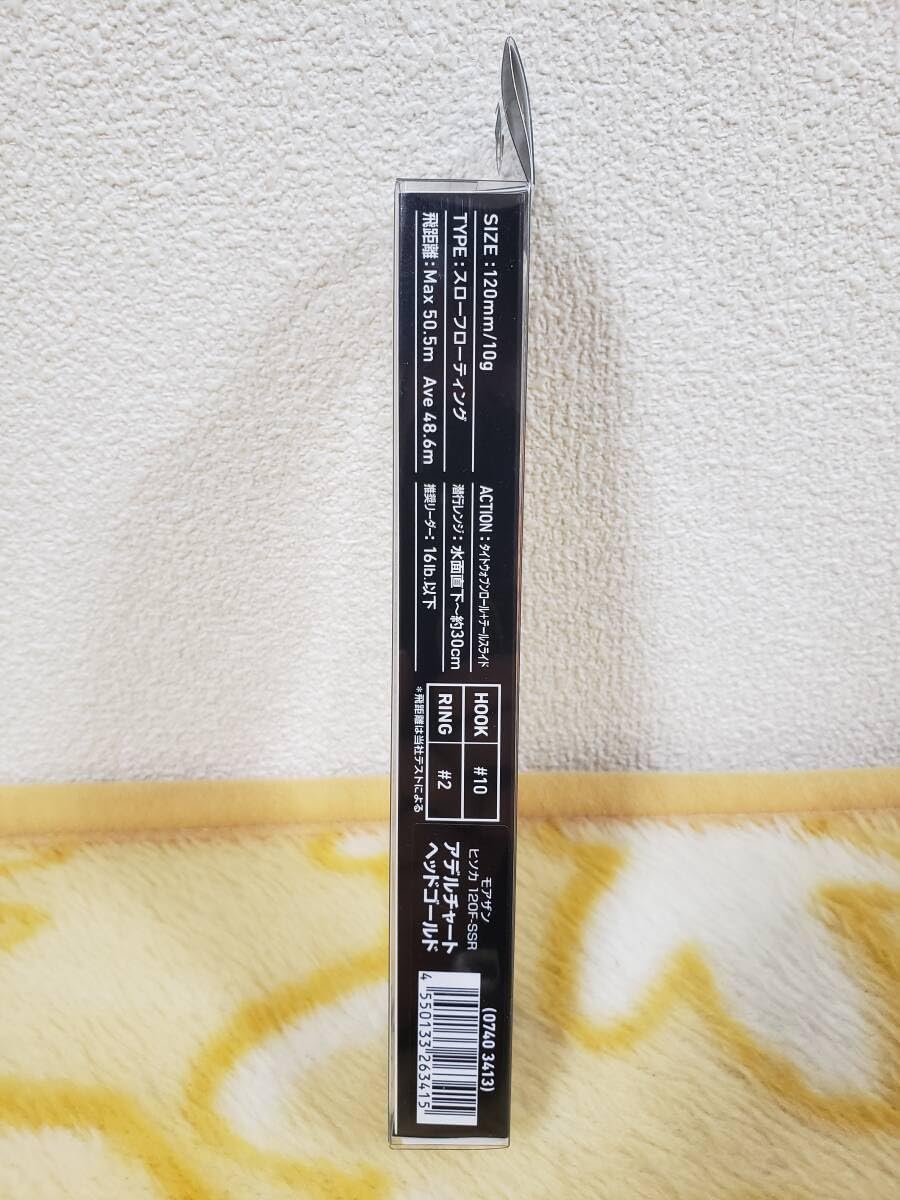 SIZE：120mm/10g
TYPE：スローフローティング
飛距離：Max 50.5m Ave 48.6m
ACTION：タイトウォブンロール+テールスライド
潜行レンジ：水面直下～約30cm
推奨リーダー：16lb.以下
HOOK #10
RING #2
*飛距離は当社テストによる
モアザン
ヒソカ 120F-SSR
アデルチャート
ヘッドゴールド
(0740 3413)
4 550133 263415